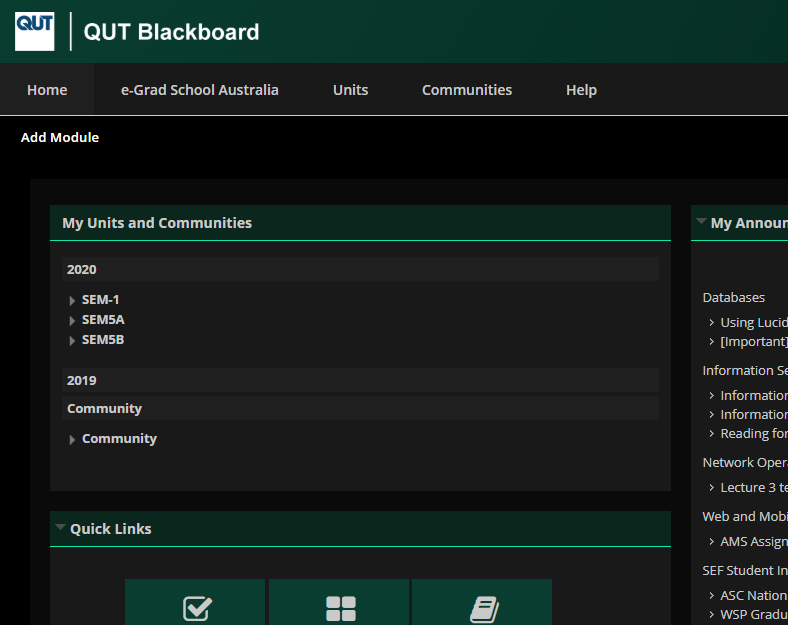 QUT
QUT Blackboard
Home
e-Grad School Australia
Units
Communities
Help
Add Module
My Units and Communities
2020
SEM-1
SEM5A
SEM5B
2019
Community
Community
Quick Links
My Announ
Databases
Using Lucid
[Important]
Information Se
Information
Information
Reading for
Network Opera
Lecture 3 te
Web and Mobi
AMS Assign
SEF Student In
ASC Nation
WSP Gradu